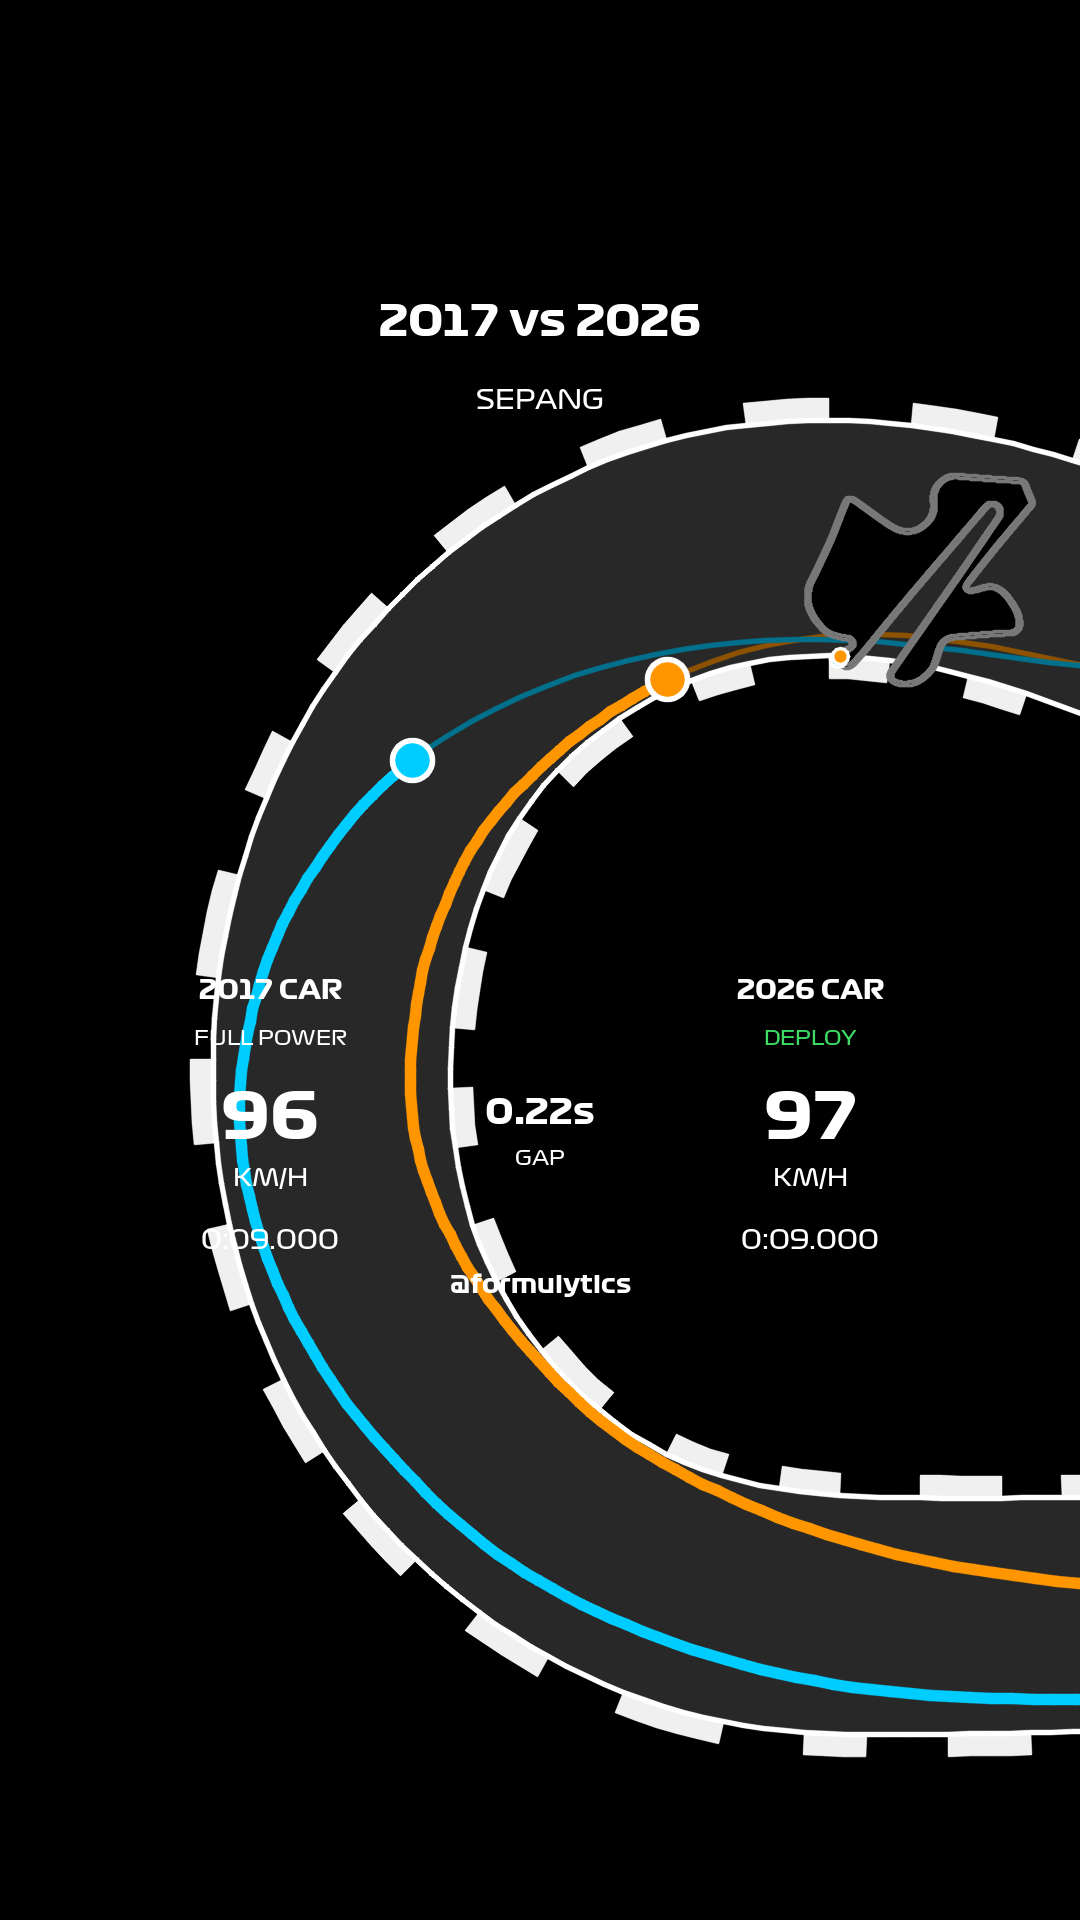 2017 vs 2026
SEPANG
2017 CAR
FULL POWER
96
KM/H
0:09.000
0.22s
GAP
2026 CAR
DEPLOY
97
KM/H
0:09.000
@formulytics